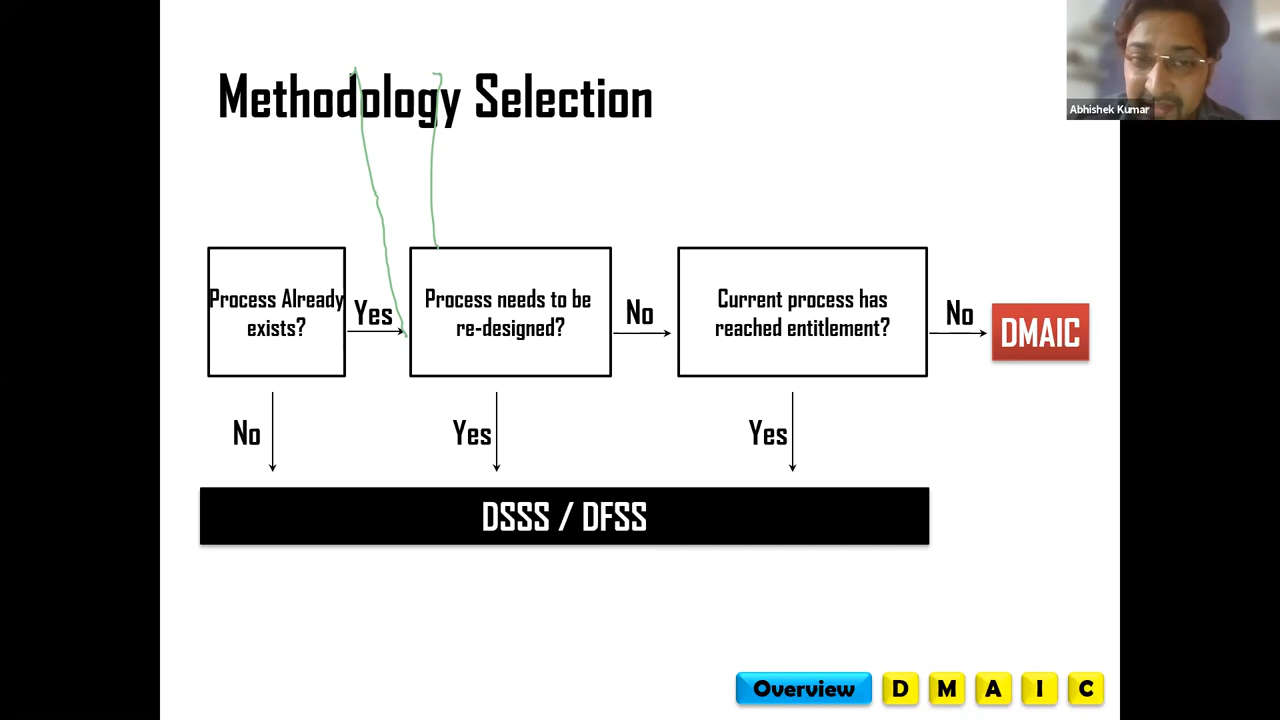 Methodology Selection
Abhishek Kumar
Process Already
exists?
Yes
Process needs to be
re-designed?
No
Current process has
reached entitlement?
No
DMAIC
No
Yes
Yes
DSSS / DFSS
Overview
D
M
A
I
C